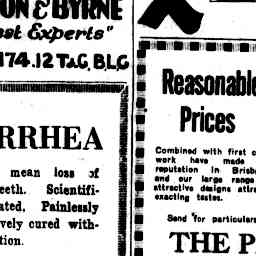 ON & BYRNE
st Experts"
174.12 T&G, B.L.G
RRHEA
mean loss of
eeth. Scientifi-
ated, Painlessly
vely cured with-
tion.
Reasonable
Prices
Combined with first c
work have made
reputation in Brisb
and our large range
attractive designs attra
exacting tastes.
Send for particulars
THE P